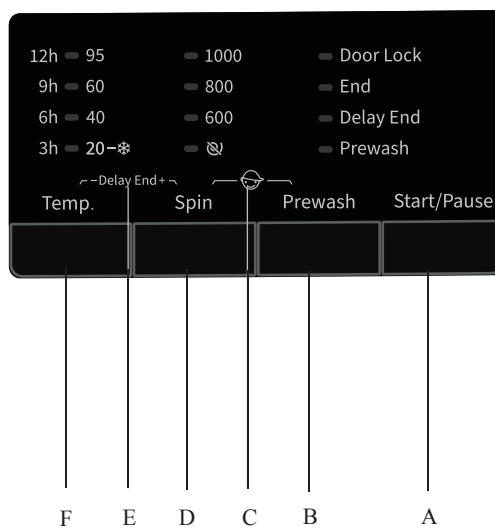 12h 95 1000 Door Lock
9h 60 800 End
6h 40 600 Delay End
3h 20- Prewash
-Delay End+
Temp. Spin Prewash Start/Pause
F E D C B A